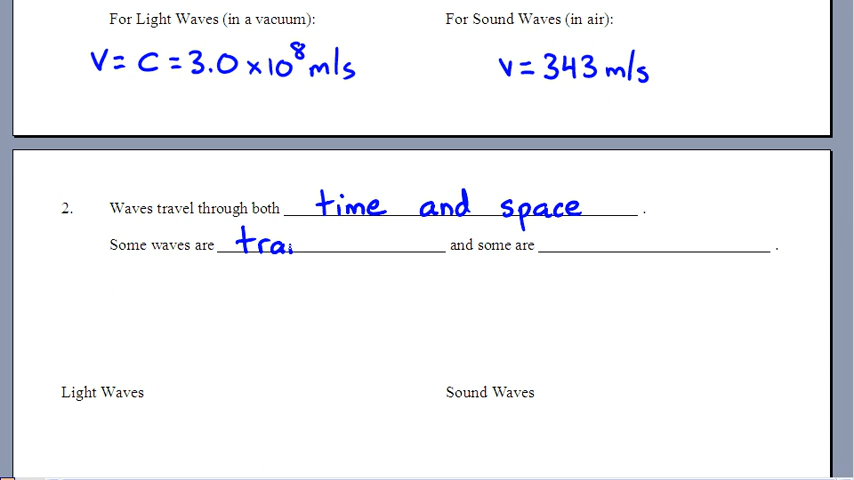 For Light Waves (in a vacuum): For Sound Waves (in air):
V = C = 3.0 x 10⁸ m/s v = 343 m/s
2. Waves travel through both time and space .
Some waves are tra and some are .
Light Waves Sound Waves